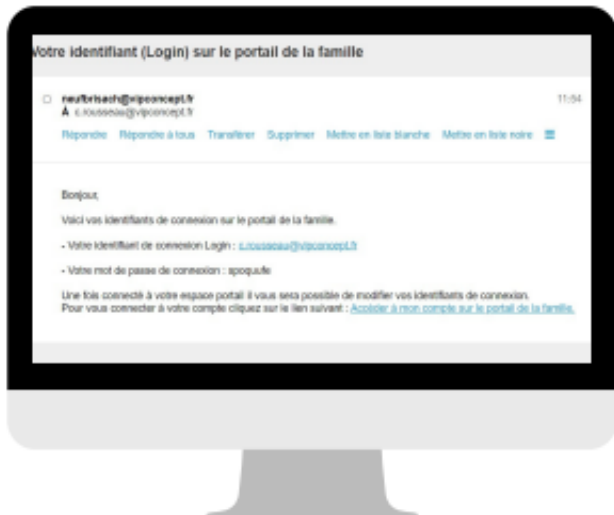 Votre identifiant (Login) sur le portail de la famille
neufbrisach@vipconcept.fr
11:54
À c.rousseau@vipconcept.fr
Répondre Répondre à tous Transférer Supprimer Mettre en liste blanche Mettre en liste noire
Bonjour,
Voici vos identifiants de connexion sur le portail de la famille.
- Votre identifiant de connexion Login : c.rousseau@vipconcept.fr
- Votre mot de passe de connexion : spoquufe
Une fois connecté à votre espace portail il vous sera possible de modifier vos identifiants de connexion.
Pour vous connecter à votre compte cliquez sur le lien suivant : Accéder à mon compte sur le portail de la famille.